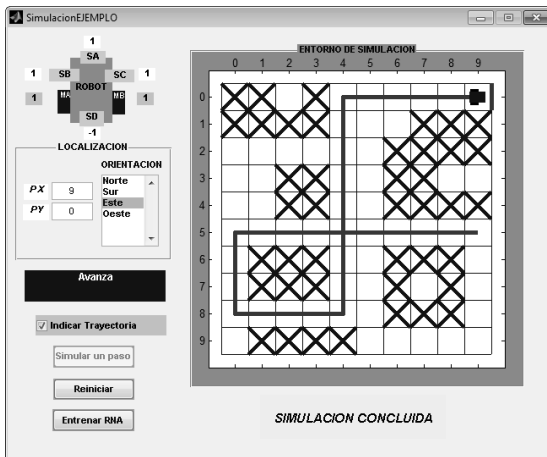 SimulacionEJEMPLO
1
SA
1 SB SC 1
ROBOT
1 MA MB 1
SD
-1
LOCALIZACION
ORIENTACION
PX 9
PY 0
Norte
Sur
Este
Oeste
Avanza
Indicar Trayectoria
Simular un paso
Reiniciar
Entrenar RNA
ENTORNO DE SIMULACION
0 1 2 3 4 5 6 7 8 9
0
1
2
3
4
5
6
7
8
9
SIMULACION CONCLUIDA